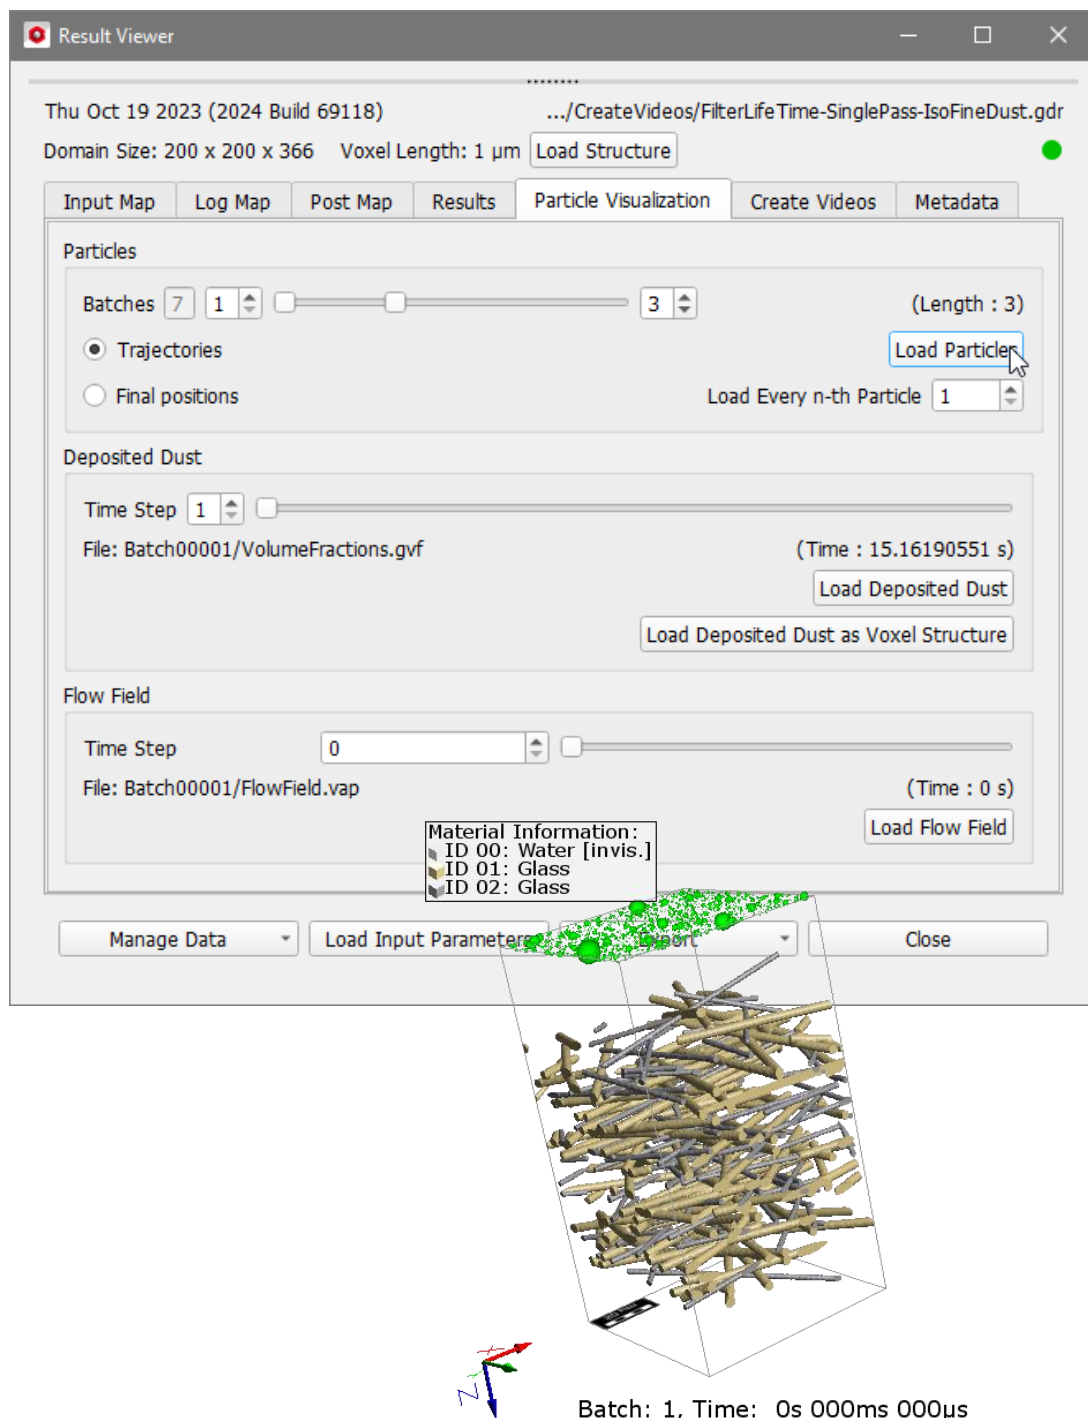 Result Viewer
Thu Oct 19 2023 (2024 Build 69118) .../CreateVideos/FilterLifeTime-SinglePass-IsoFineDust.gdr
Domain Size: 200 x 200 x 366 Voxel Length: 1 µm Load Structure
Input Map Log Map Post Map Results Particle Visualization Create Videos Metadata
Particles
Batches 7 1 3 (Length : 3)
Trajectories Load Particles
Final positions Load Every n-th Particle 1
Deposited Dust
Time Step 1
File: Batch00001/VolumeFractions.gvf (Time : 15.16190551 s)
Load Deposited Dust
Load Deposited Dust as Voxel Structure
Flow Field
Time Step 0
File: Batch00001/FlowField.vap (Time : 0 s)
Load Flow Field
Material Information:
ID 00: Water [invis.]
ID 01: Glass
ID 02: Glass
Manage Data Load Input Parameters Export Close
X
Z
Batch: 1, Time: 0s 000ms 000µs